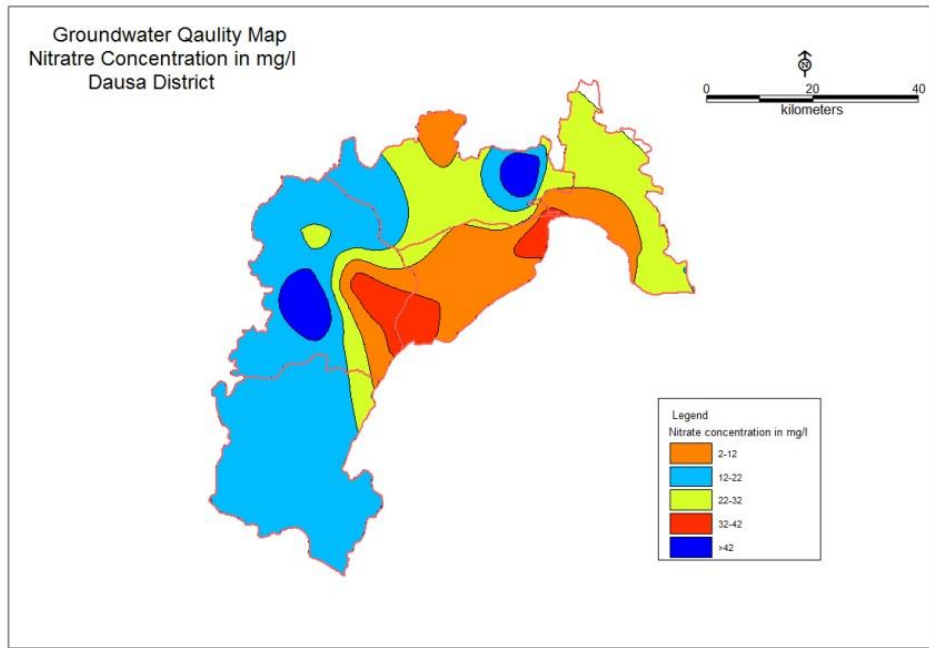 Groundwater Qaulity Map
Nitratre Concentration in mg/l
Dausa District
N
0 20 40
kilometers
Legend
Nitrate concentration in mg/l
2-12
12-22
22-32
32-42
>42